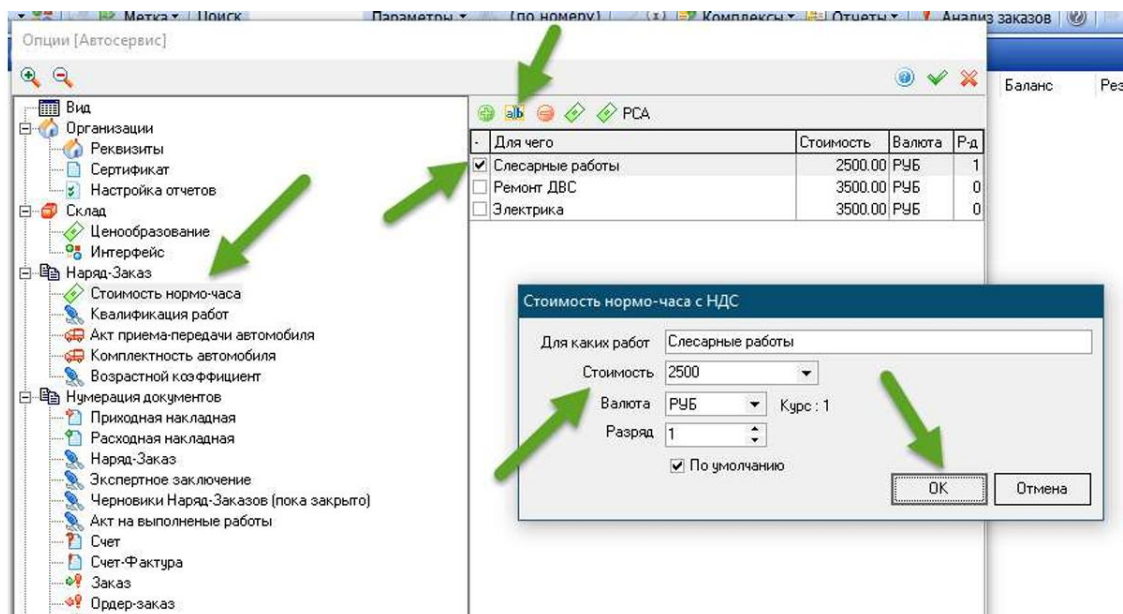 Метка
Поиск
Параметры
(по номеру)
(x)
Комплексы
Отчеты
Анализ заказов
Опции [Автосервис]
Баланс
Рез
Вид
Организации
Реквизиты
Сертификат
Настройка отчетов
Склад
Ценообразование
Интерфейс
Наряд-Заказ
Стоимость нормо-часа
Квалификация работ
Акт приема-передачи автомобиля
Комплектность автомобиля
Возрастной коэффициент
Нумерация документов
Приходная накладная
Расходная накладная
Наряд-Заказ
Экспертное заключение
Черновики Наряд-Заказов (пока закрыто)
Акт на выполненые работы
Счет
Счет-Фактура
Заказ
Ордер-заказ
a|b
РСА
- Для чего Стоимость Валюта Р-д
Слесарные работы 2500.00 РУБ 1
Ремонт ДВС 3500.00 РУБ 0
Электрика 3500.00 РУБ 0
Стоимость нормо-часа с НДС
Для каких работ Слесарные работы
Стоимость 2500
Валюта РУБ Курс : 1
Разряд 1
По умолчанию
OK Отмена